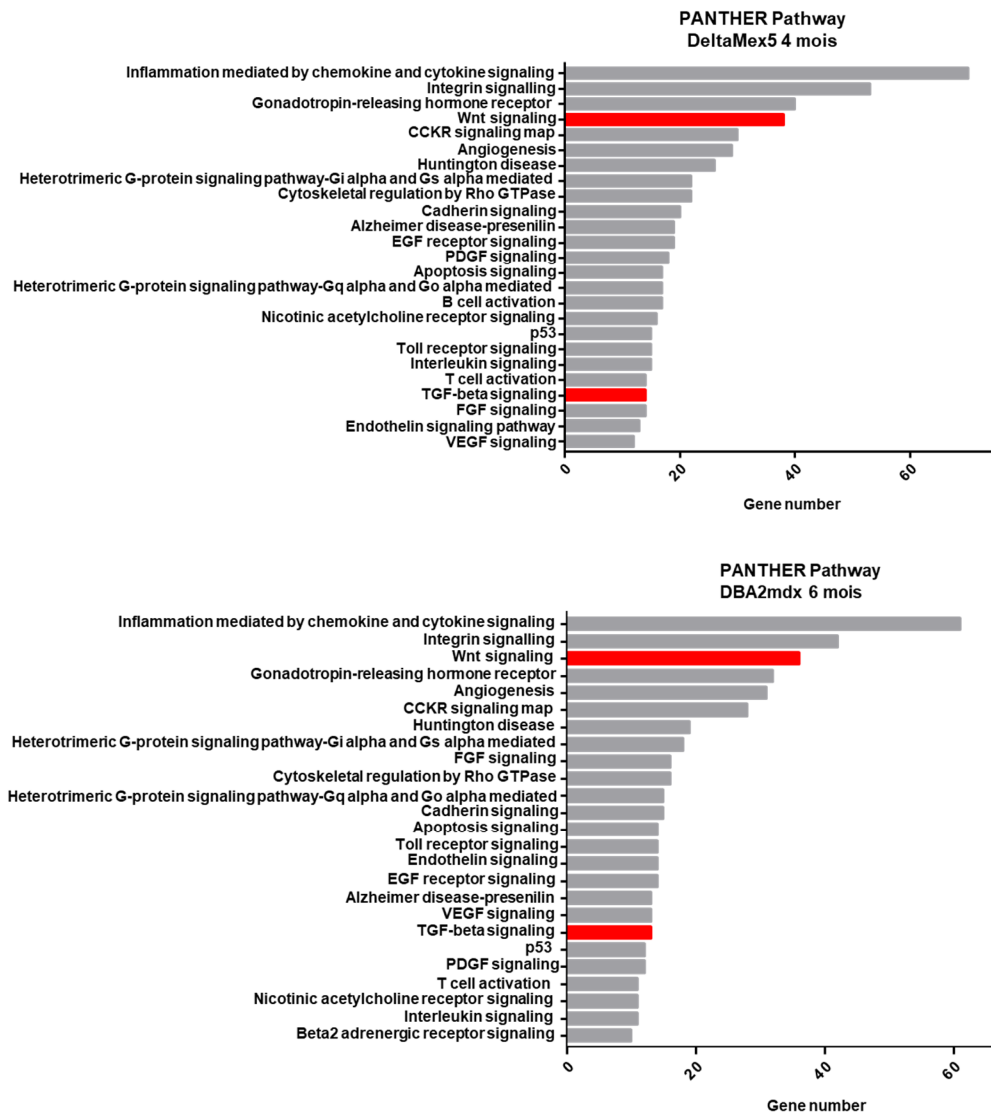 PANTHER Pathway
DeltaMex5 4 mois
Inflammation mediated by chemokine and cytokine signaling
Integrin signalling
Gonadotropin-releasing hormone receptor
Wnt signaling
CCKR signaling map
Angiogenesis
Huntington disease
Heterotrimeric G-protein signaling pathway-Gi alpha and Gs alpha mediated
Cytoskeletal regulation by Rho GTPase
Cadherin signaling
Alzheimer disease-presenilin
EGF receptor signaling
PDGF signaling
Apoptosis signaling
Heterotrimeric G-protein signaling pathway-Gq alpha and Go alpha mediated
B cell activation
Nicotinic acetylcholine receptor signaling
p53
Toll receptor signaling
Interleukin signaling
T cell activation
TGF-beta signaling
FGF signaling
Endothelin signaling pathway
VEGF signaling
0 20 40 60
Gene number
PANTHER Pathway
DBA2mdx 6 mois
Inflammation mediated by chemokine and cytokine signaling
Integrin signalling
Wnt signaling
Gonadotropin-releasing hormone receptor
Angiogenesis
CCKR signaling map
Huntington disease
Heterotrimeric G-protein signaling pathway-Gi alpha and Gs alpha mediated
FGF signaling
Cytoskeletal regulation by Rho GTPase
Heterotrimeric G-protein signaling pathway-Gq alpha and Go alpha mediated
Cadherin signaling
Apoptosis signaling
Toll receptor signaling
Endothelin signaling
EGF receptor signaling
Alzheimer disease-presenilin
VEGF signaling
TGF-beta signaling
p53
PDGF signaling
T cell activation
Nicotinic acetylcholine receptor signaling
Interleukin signaling
Beta2 adrenergic receptor signaling
0 20 40 60
Gene number